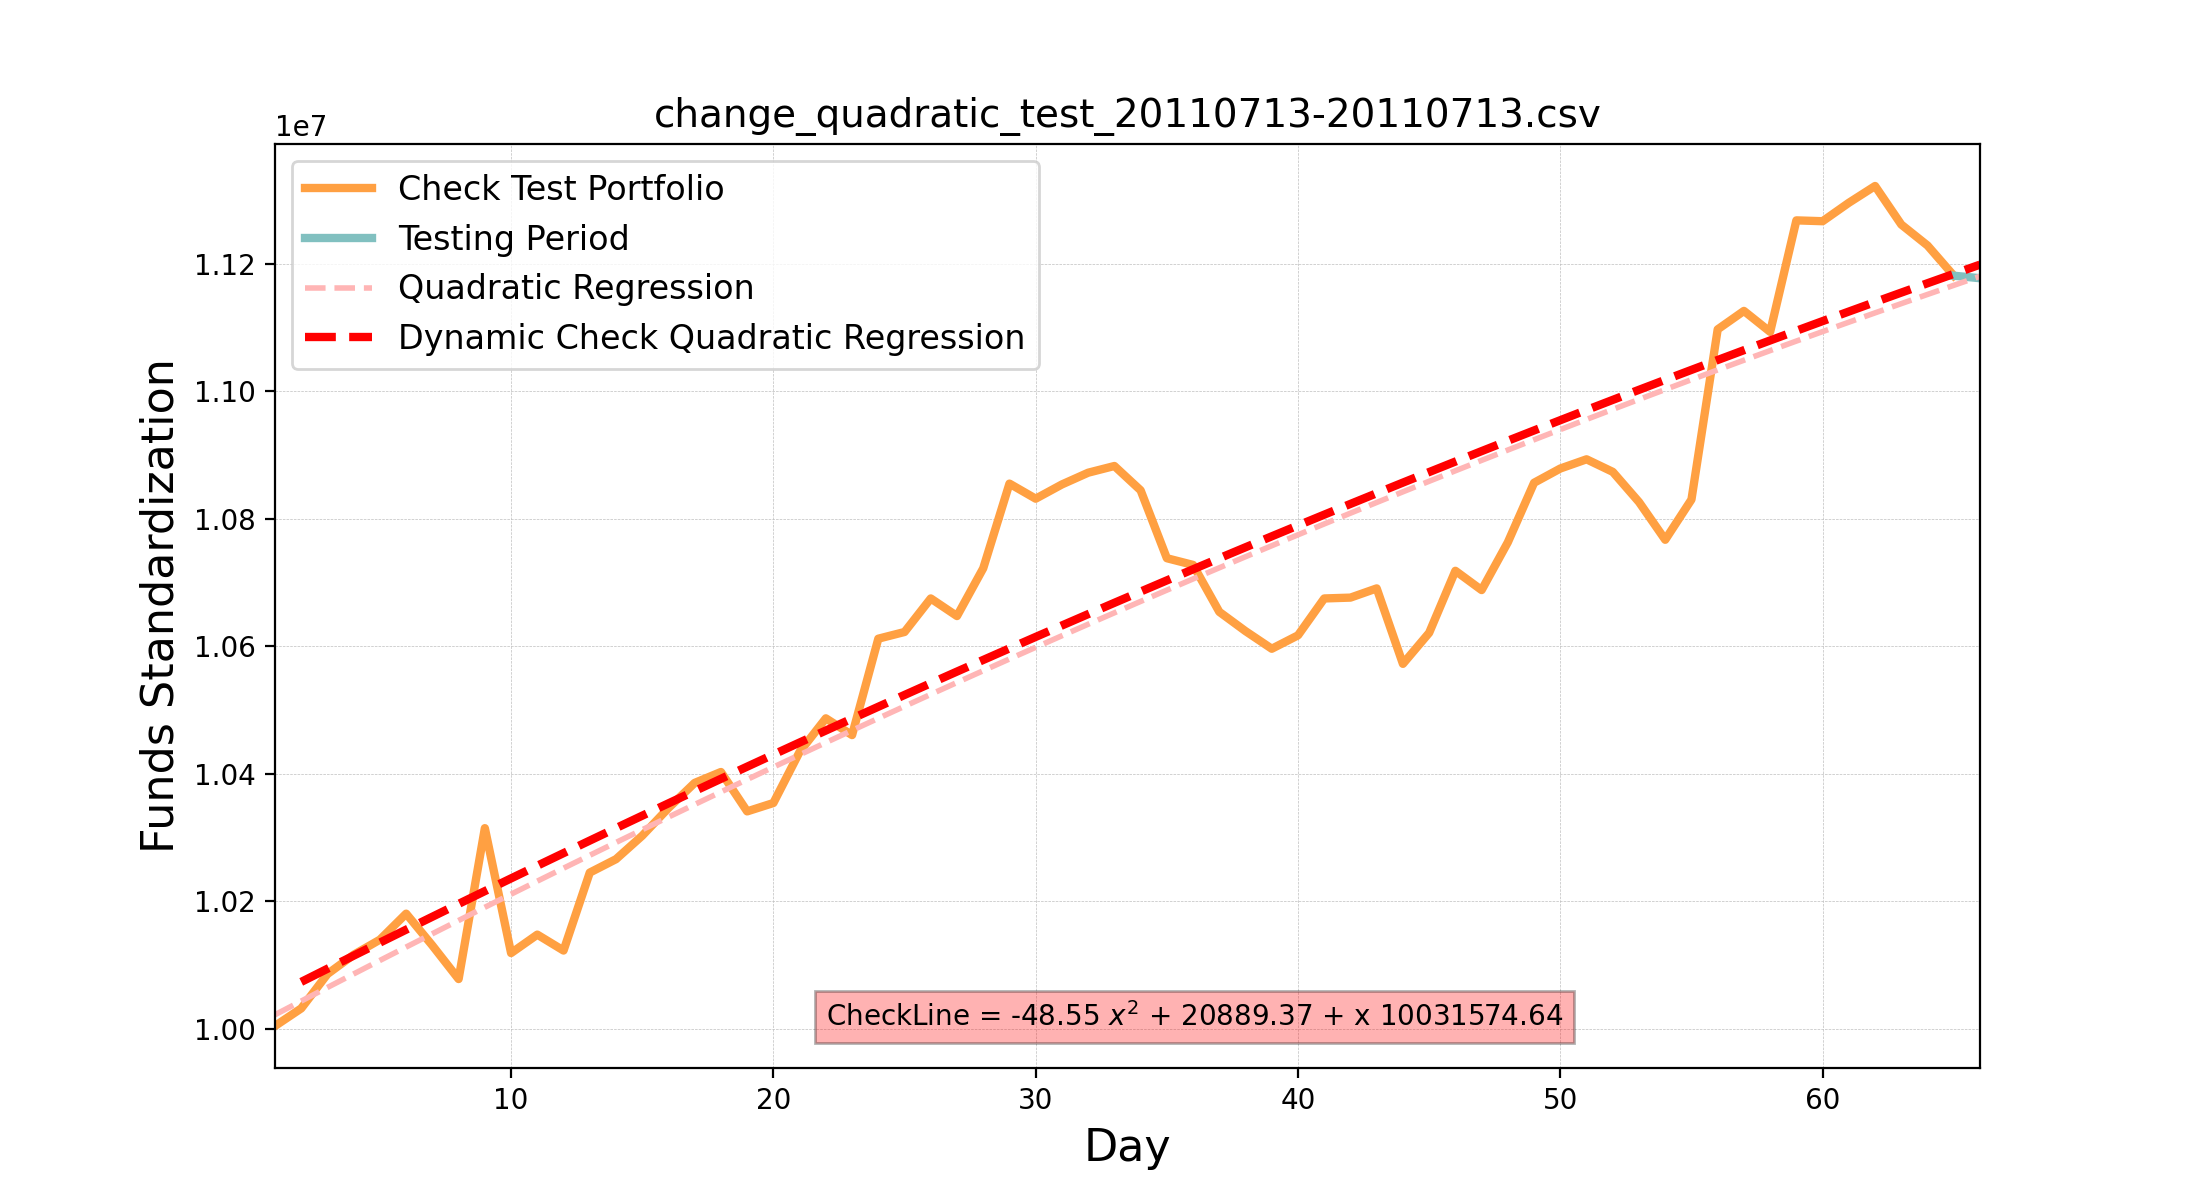 change_quadratic_test_20110713-20110713.csv
1e7
Check Test Portfolio
Testing Period
Quadratic Regression
Dynamic Check Quadratic Regression
1.12
1.10
1.08
1.06
1.04
1.02
1.00
Funds Standardization
CheckLine = -48.55 x² + 20889.37 + x 10031574.64
10 20 30 40 50 60
Day